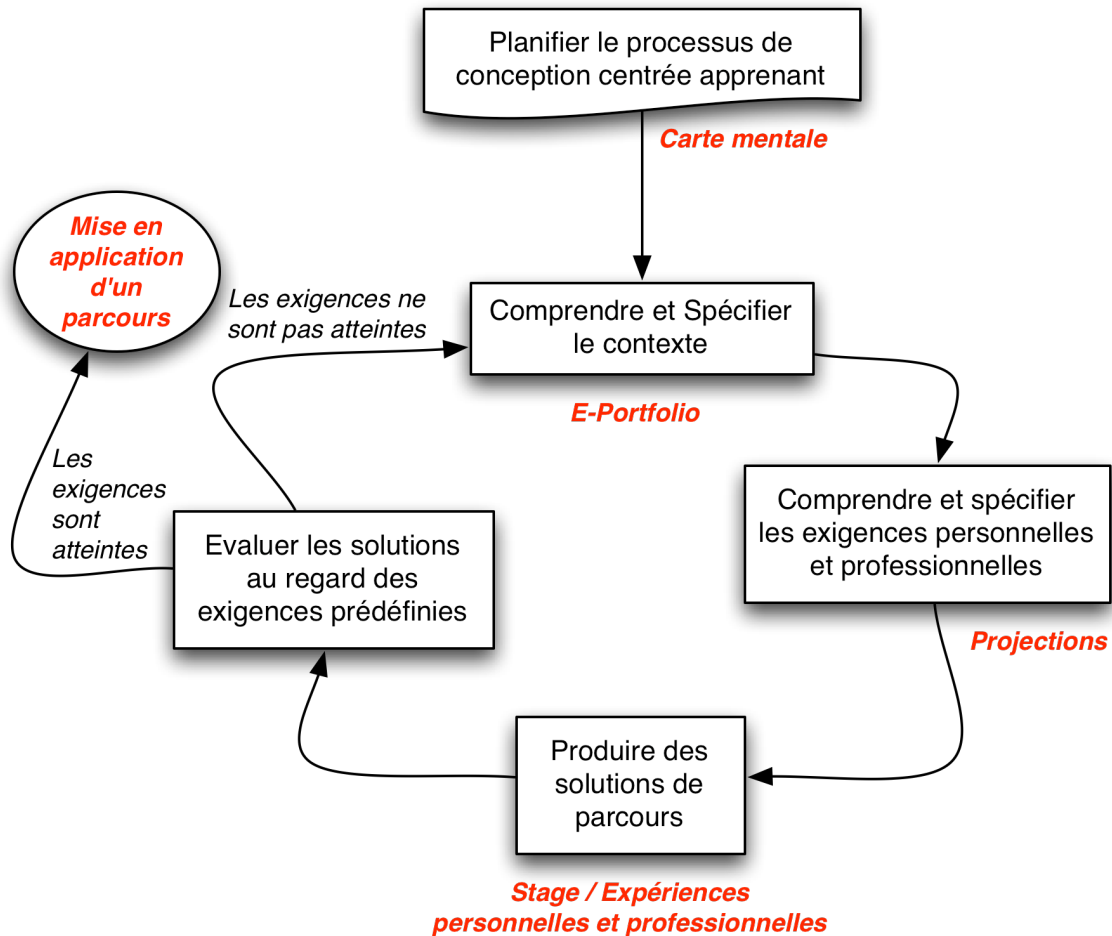 Planifier le processus de
conception centrée apprenant
Carte mentale
Mise en
application
d'un
parcours
Les exigences ne
sont pas atteintes
Comprendre et Spécifier
le contexte
E-Portfolio
Les
exigences
sont
atteintes
Comprendre et spécifier
les exigences personnelles
et professionnelles
Projections
Evaluer les solutions
au regard des
exigences prédéfinies
Produire des
solutions de
parcours
Stage / Expériences
personnelles et professionnelles